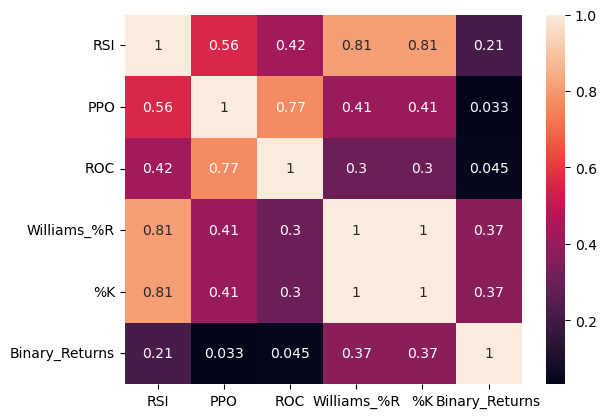 RSI 1 0.56 0.42 0.81 0.81 0.21
PPO 0.56 1 0.77 0.41 0.41 0.033
ROC 0.42 0.77 1 0.3 0.3 0.045
Williams_%R 0.81 0.41 0.3 1 1 0.37
%K 0.81 0.41 0.3 1 1 0.37
Binary_Returns 0.21 0.033 0.045 0.37 0.37 1
RSI PPO ROC Williams_%R %K Binary_Returns
1.0
0.8
0.6
0.4
0.2